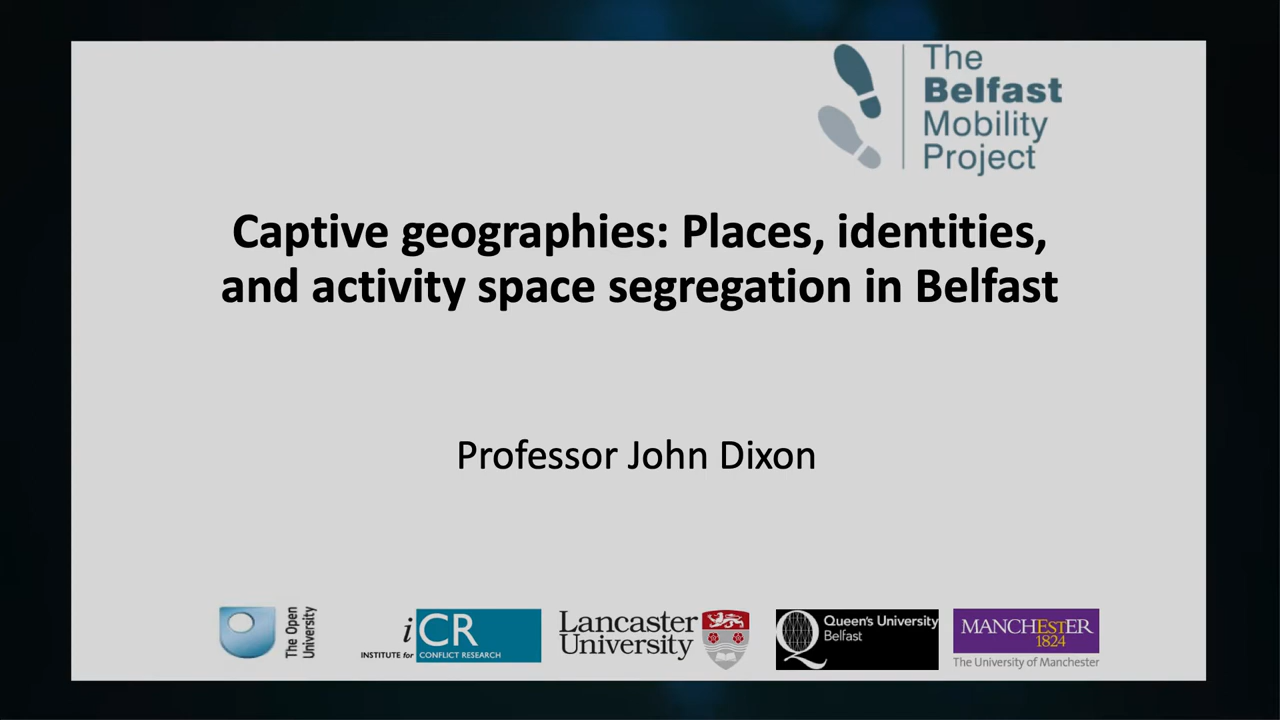 The
Belfast
Mobility
Project
Captive geographies: Places, identities,
and activity space segregation in Belfast
Professor John Dixon
The Open
University
iCR
INSTITUTE for CONFLICT RESEARCH
Lancaster
University
Queen's University
Belfast
MANCHESTER
1824
The University of Manchester